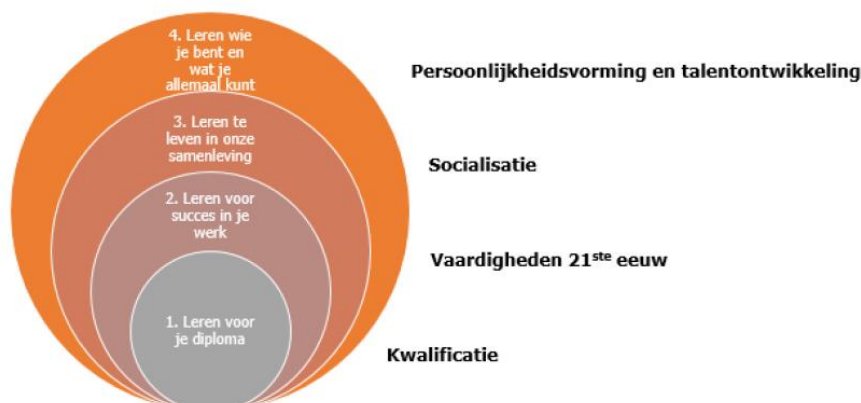 4. Leren wie
je bent en
wat je
allemaal kunt
Persoonlijkheidsvorming en talentontwikkeling
3. Leren te
leven in onze
samenleving
Socialisatie
2. Leren voor
succes in je
werk
Vaardigheden 21ste eeuw
1. Leren voor
je diploma
Kwalificatie